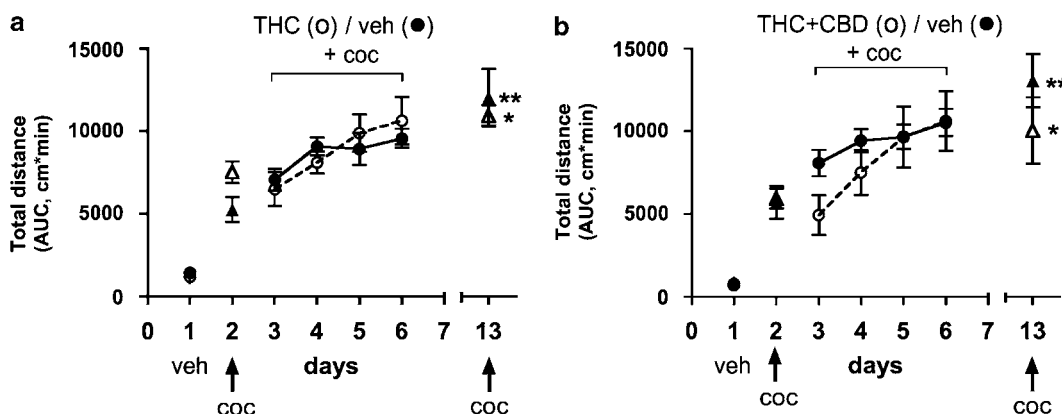 a
THC (o) / veh (●)
+ coc
Total distance
(AUC, cm*min)
15000
10000
5000
0
**
*
0 1 2 3 4 5 6 7 13
veh days
coc coc
b
THC+CBD (o) / veh (●)
+ coc
Total distance
(AUC, cm*min)
15000
10000
5000
0
**
*
0 1 2 3 4 5 6 7 13
veh days
coc coc